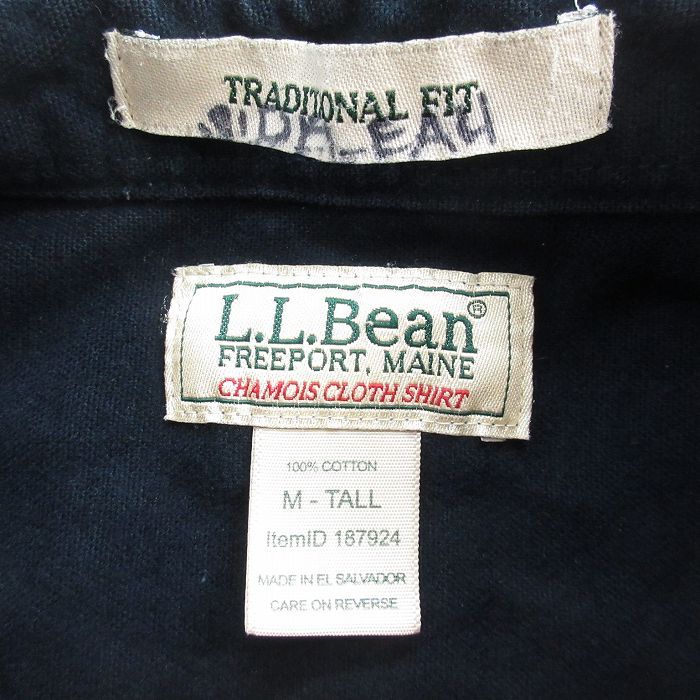 TRADITIONAL FIT
L.L.Bean®
FREEPORT, MAINE
CHAMOIS CLOTH SHIRT
100% COTTON
M - TALL
ItemID 187924
MADE IN EL SALVADOR
CARE ON REVERSE